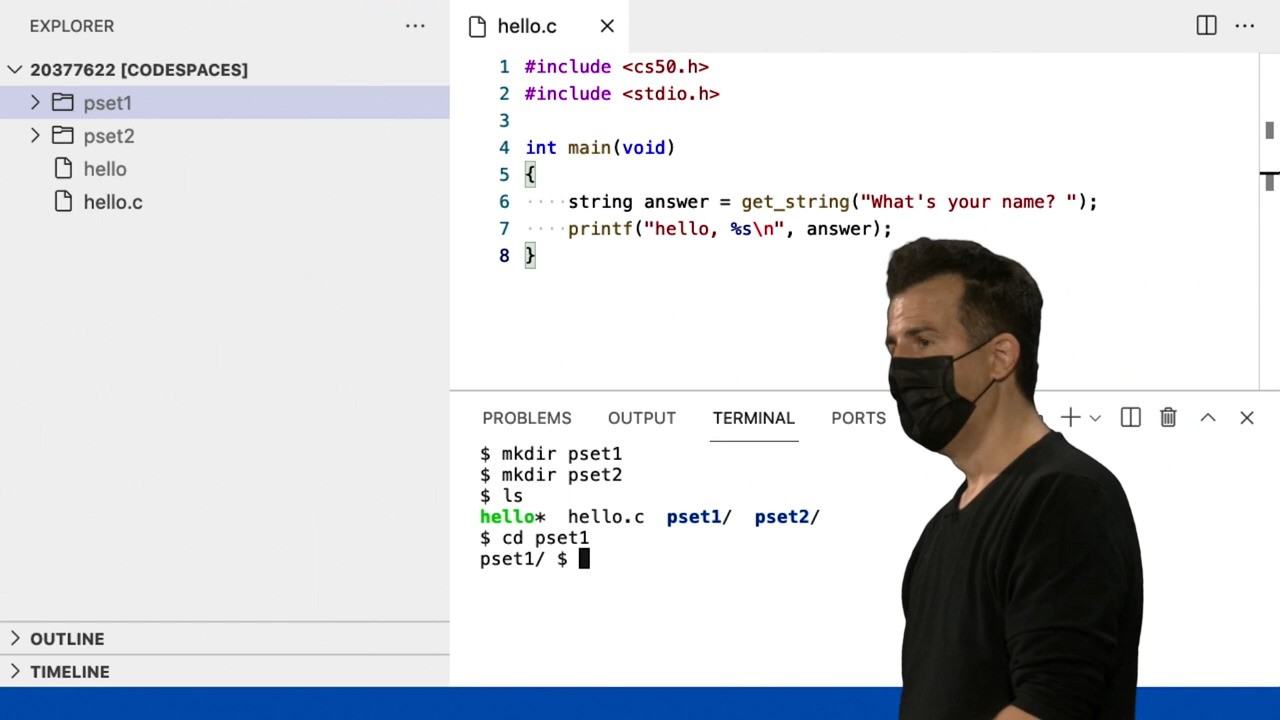 EXPLORER
20377622 [CODESPACES]
pset1
pset2
hello
hello.c
OUTLINE
TIMELINE
hello.c
1 #include <cs50.h>
2 #include <stdio.h>
3
4 int main(void)
5 {
6 ····string answer = get_string("What's your name? ");
7 ····printf("hello, %s\n", answer);
8 }
PROBLEMS OUTPUT TERMINAL PORTS
$ mkdir pset1
$ mkdir pset2
$ ls
hello* hello.c pset1/ pset2/
$ cd pset1
pset1/ $